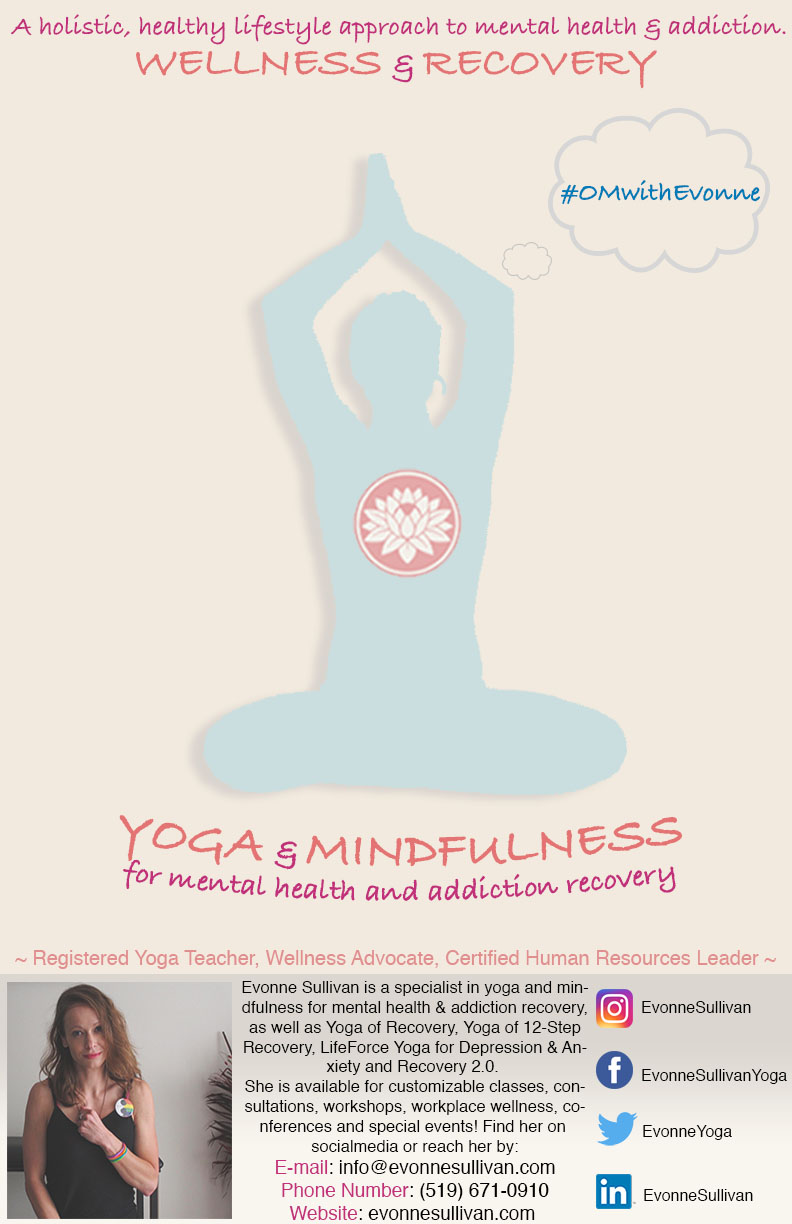 A holistic, healthy lifestyle approach to mental health & addiction.
WELLNESS & RECOVERY
#OMwithEvonne
YOGA & MINDFULNESS
for mental health and addiction recovery
~ Registered Yoga Teacher, Wellness Advocate, Certified Human Resources Leader ~
Evonne Sullivan is a specialist in yoga and min-
dfulness for mental health & addiction recovery,
as well as Yoga of Recovery, Yoga of 12-Step
Recovery, LifeForce Yoga for Depression & An-
xiety and Recovery 2.0.
She is available for customizable classes, con-
sultations, workshops, workplace wellness, co-
nferences and special events! Find her on
socialmedia or reach her by:
E-mail: info@evonnesullivan.com
Phone Number: (519) 671-0910
Website: evonnesullivan.com
EvonneSullivan
EvonneSullivanYoga
EvonneYoga
in EvonneSullivan